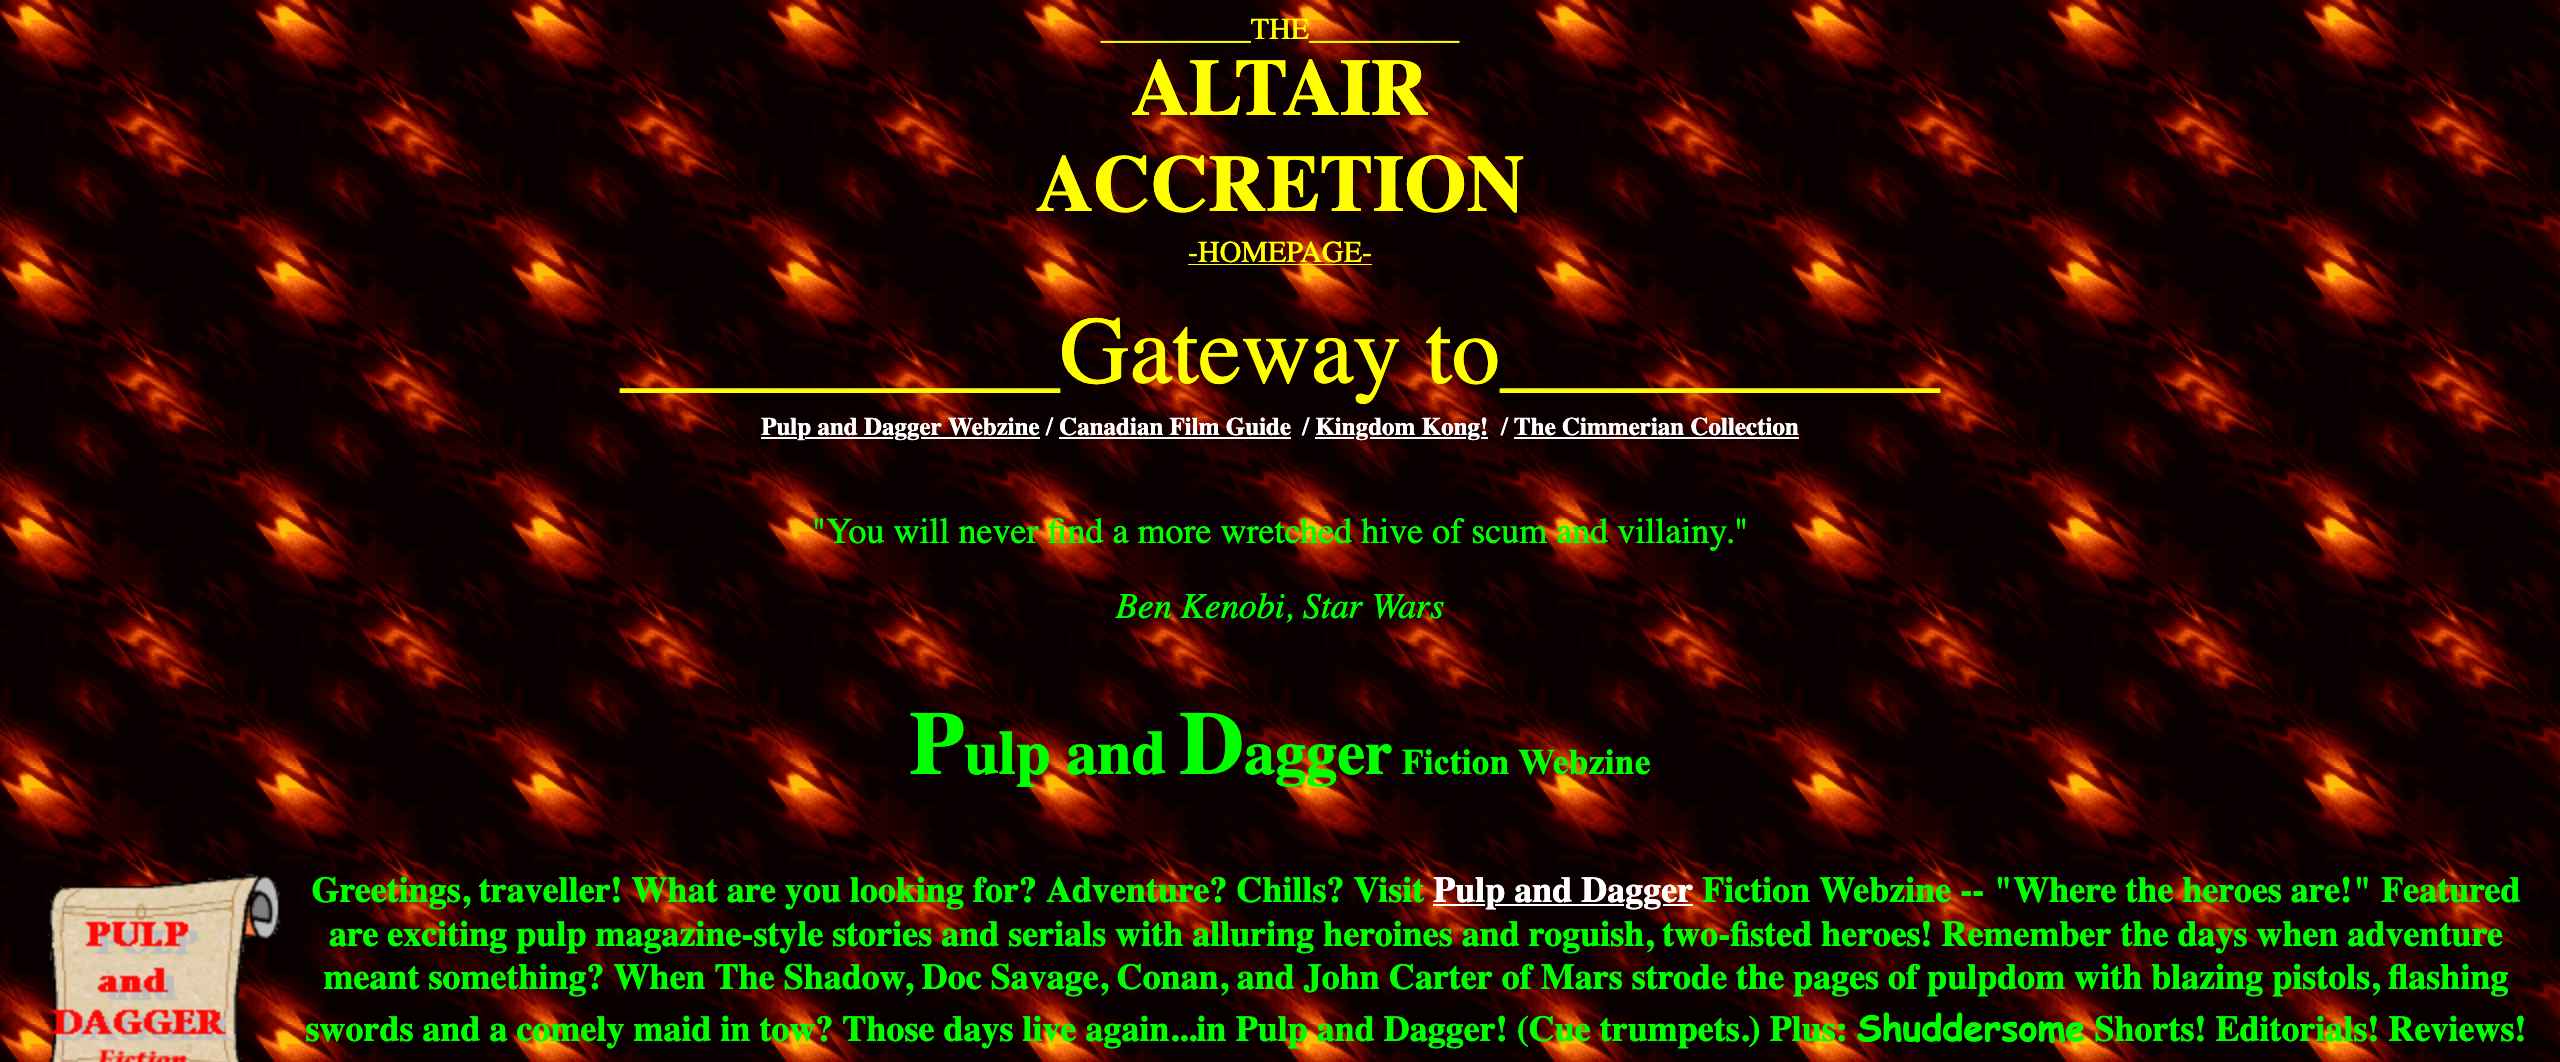 __________THE__________
ALTAIR
ACCRETION
-HOMEPAGE-
__________Gateway to__________
Pulp and Dagger Webzine / Canadian Film Guide / Kingdom Kong! / The Cimmerian Collection
"You will never find a more wretched hive of scum and villainy."
Ben Kenobi, Star Wars
Pulp and Dagger Fiction Webzine
PULP
and
DAGGER
Fiction
Greetings, traveller! What are you looking for? Adventure? Chills? Visit Pulp and Dagger Fiction Webzine -- "Where the heroes are!" Featured
are exciting pulp magazine-style stories and serials with alluring heroines and roguish, two-fisted heroes! Remember the days when adventure
meant something? When The Shadow, Doc Savage, Conan, and John Carter of Mars strode the pages of pulpdom with blazing pistols, flashing
swords and a comely maid in tow? Those days live again...in Pulp and Dagger! (Cue trumpets.) Plus: Shuddersome Shorts! Editorials! Reviews!